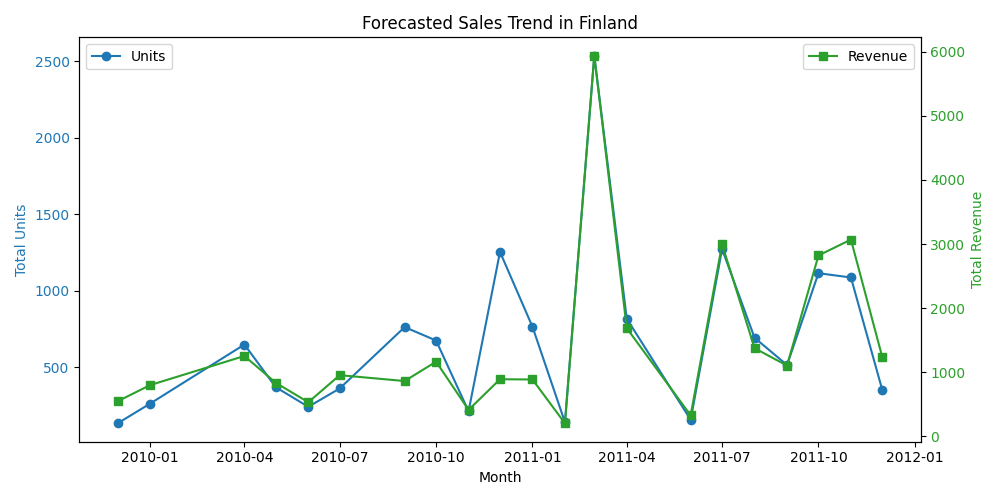 Forecasted Sales Trend in Finland
Units
Revenue
Total Units
2500
2000
1500
1000
500
6000
5000
4000
3000
2000
1000
0
Total Revenue
2010-01 2010-04 2010-07 2010-10 2011-01 2011-04 2011-07 2011-10 2012-01
Month